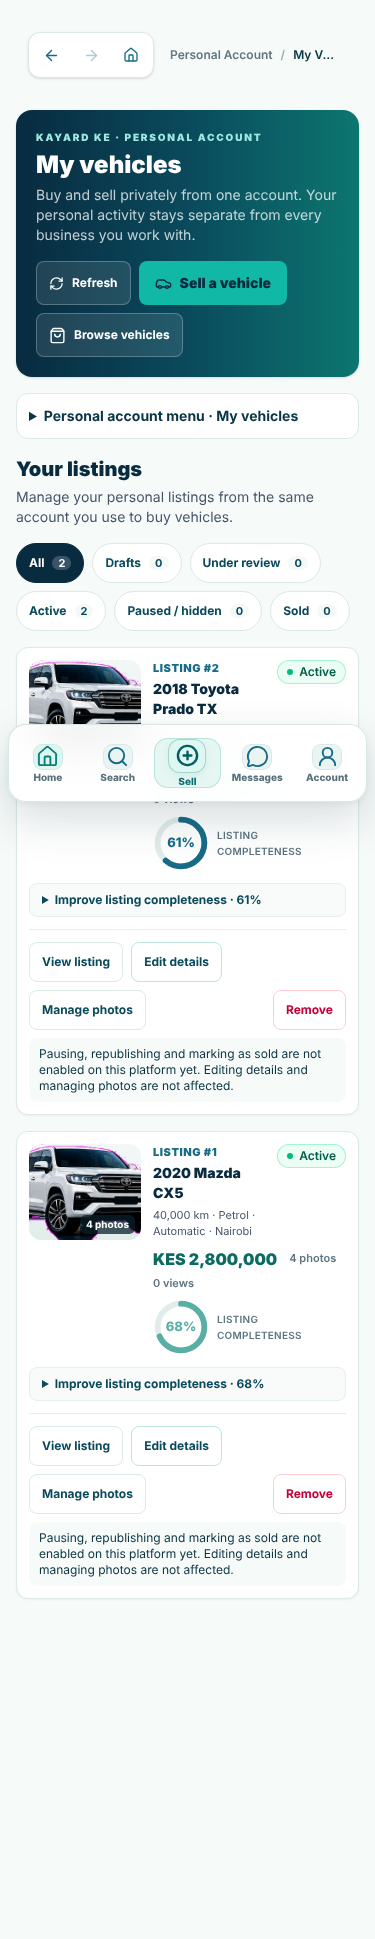 Personal Account / My V...
KAYARD KE · PERSONAL ACCOUNT
My vehicles
Buy and sell privately from one account. Your
personal activity stays separate from every
business you work with.
Refresh
Sell a vehicle
Browse vehicles
Personal account menu · My vehicles
Your listings
Manage your personal listings from the same
account you use to buy vehicles.
All 2
Drafts 0
Under review 0
Active 2
Paused / hidden 0
Sold 0
LISTING #2
Active
2018 Toyota
Prado TX
Home
Search
Sell
Messages
Account
61%
LISTING
COMPLETENESS
Improve listing completeness · 61%
View listing
Edit details
Manage photos
Remove
Pausing, republishing and marking as sold are not
enabled on this platform yet. Editing details and
managing photos are not affected.
LISTING #1
Active
2020 Mazda
CX5
4 photos
40,000 km · Petrol ·
Automatic · Nairobi
KES 2,800,000
4 photos
0 views
68%
LISTING
COMPLETENESS
Improve listing completeness · 68%
View listing
Edit details
Manage photos
Remove
Pausing, republishing and marking as sold are not
enabled on this platform yet. Editing details and
managing photos are not affected.